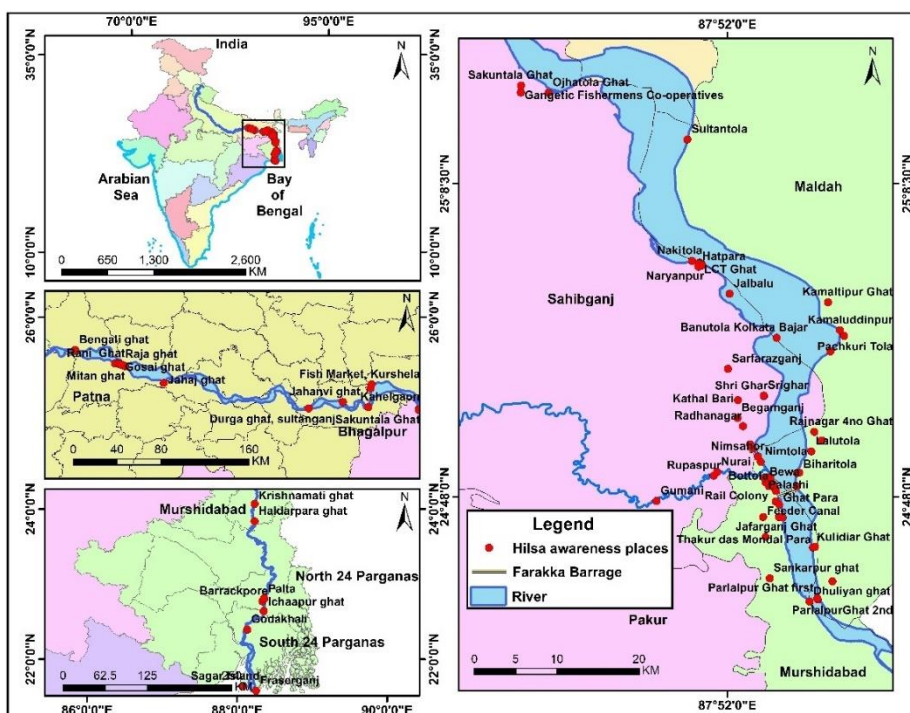 70°0'0"E
95°0'0"E
India
N
35°0'0"N
10°0'0"N
Arabian
Sea
Bay
of
Bengal
0 650 1,300 2,600
KM
26°0'0"N
N
Bengali ghat
Rani Ghat
Raja ghat
Gosai ghat
Mitan ghat
Jahaj ghat
Patna
Fish Market, Kurshela
Jahanvi ghat
Kahelgaon
Durga ghat, sultanganj
Sakuntala Ghat
Bhagalpur
0 40 80 160
KM
24°0'0"N
22°0'0"N
Murshidabad
N
Krishnamati ghat
Haldarpara ghat
North 24 Parganas
Barrackpore
Palta
Ichaapur ghat
Godakhali
South 24 Parganas
Sagar Island
Fraserganj
0 62.5 125 250
KM
86°0'0"E
88°0'0"E
90°0'0"E
87°52'0"E
N
Sakuntala Ghat
Ojhatola Ghat
Gangetic Fishermens Co-operatives
Sultantola
25°8'30"N
Maldah
Nakitola
Hatpara
LCT Ghat
Naryanpur
Jalbalu
Sahibganj
Kamaltipur Ghat
Kamaluddinpur
Banutola Kolkata Bajar
Pachkuri Tola
Sarfarazganj
Shri Ghar
Srighar
Kathal Bari
Begamganj
Radhanagar
Rajnagar 4no Ghat
Lalutola
Nimsahor
Nimtola
Biharitola
Rupaspur
Nurai
Bewa
Bottola
Palashi
Gumani
Rail Colony
Ghat Para
24°48'0"N
Feeder Canal
Jafarganj Ghat
Thakur das Mondal Para
Kulidiar Ghat
Sankarpur ghat
Parlalpur Ghat first
Dhuliyan ghat
ParlalpurGhat 2nd
Pakur
Murshidabad
Legend
Hilsa awareness places
Farakka Barrage
River
0 5 10 20
KM
87°52'0"E